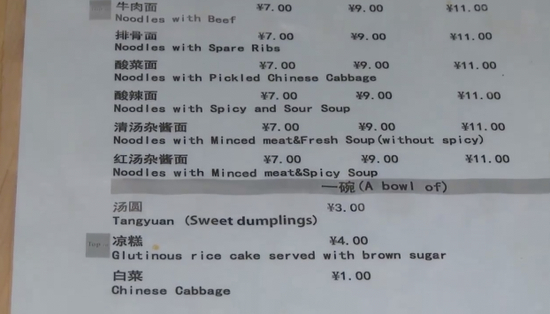 牛肉面 ¥7.00 ¥9.00 ¥11.00
Noodles with Beef
排骨面 ¥7.00 ¥9.00 ¥11.00
Noodles with Spare Ribs
酸菜面 ¥7.00 ¥9.00 ¥11.00
Noodles with Pickled Chinese Cabbage
酸辣面 ¥7.00 ¥9.00 ¥11.00
Noodles with Spicy and Sour Soup
清汤杂酱面 ¥7.00 ¥9.00 ¥11.00
Noodles with Minced meat&Fresh Soup(without spicy)
红汤杂酱面 ¥7.00 ¥9.00 ¥11.00
Noodles with Minced meat&Spicy Soup
一碗(A bowl of)
汤圆 ¥3.00
Tangyuan (Sweet dumplings)
凉糕 ¥4.00
Glutinous rice cake served with brown sugar
白菜 ¥1.00
Chinese Cabbage